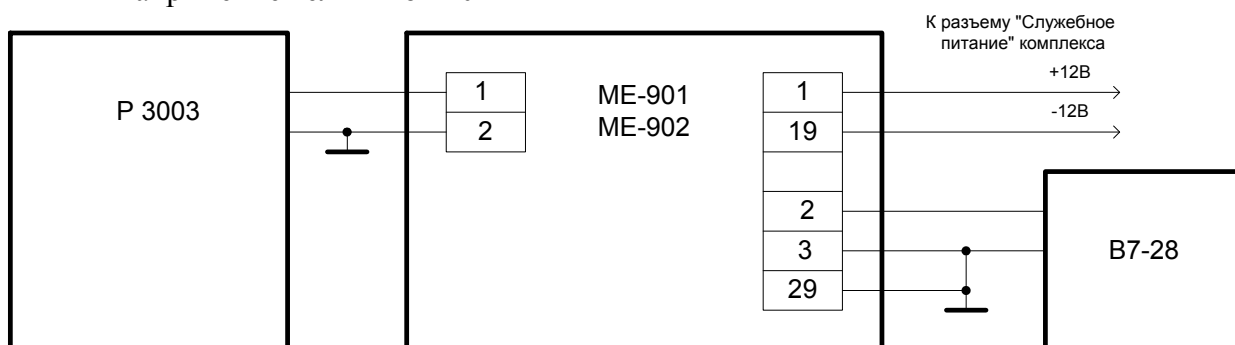 К разъему "Служебное
питание" комплекса
+12В
-12В
Р 3003
1
2
МЕ-901
МЕ-902
1
19
2
3
29
В7-28